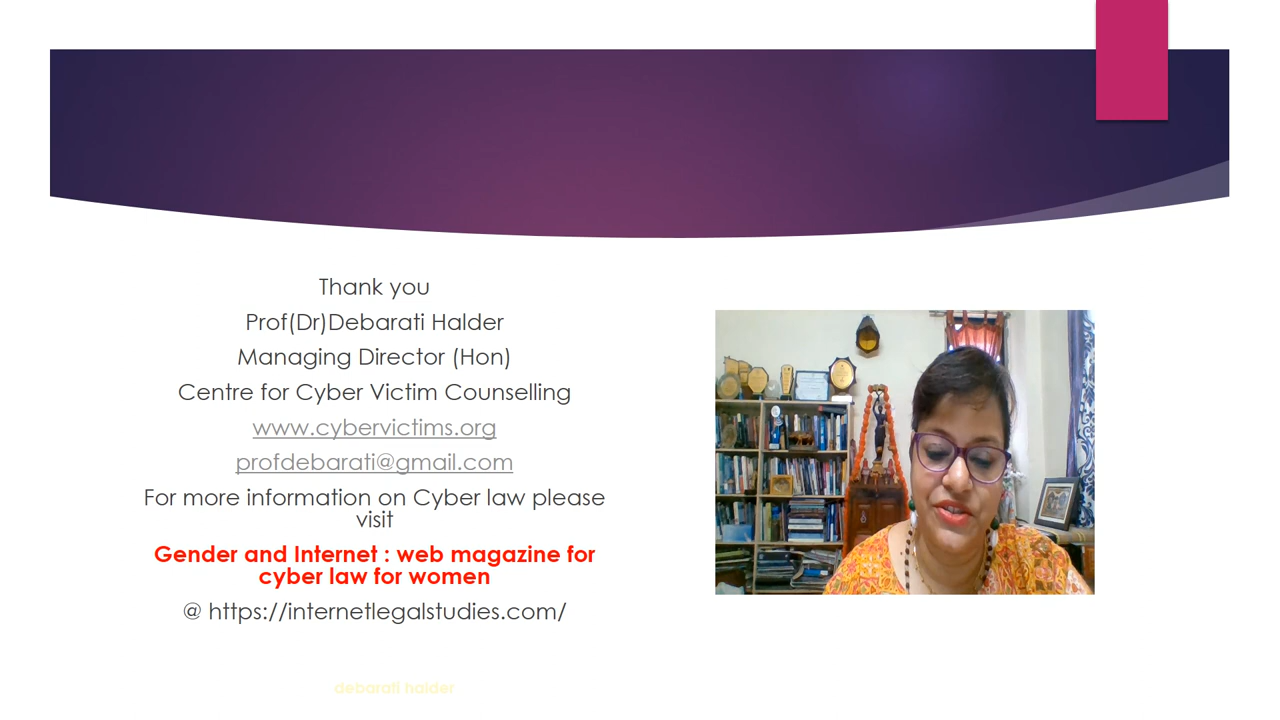 Thank you
Prof(Dr)Debarati Halder
Managing Director (Hon)
Centre for Cyber Victim Counselling
www.cybervictims.org
profdebarati@gmail.com
For more information on Cyber law please
visit
Gender and Internet : web magazine for
cyber law for women
@ https://internetlegalstudies.com/
debarati halder